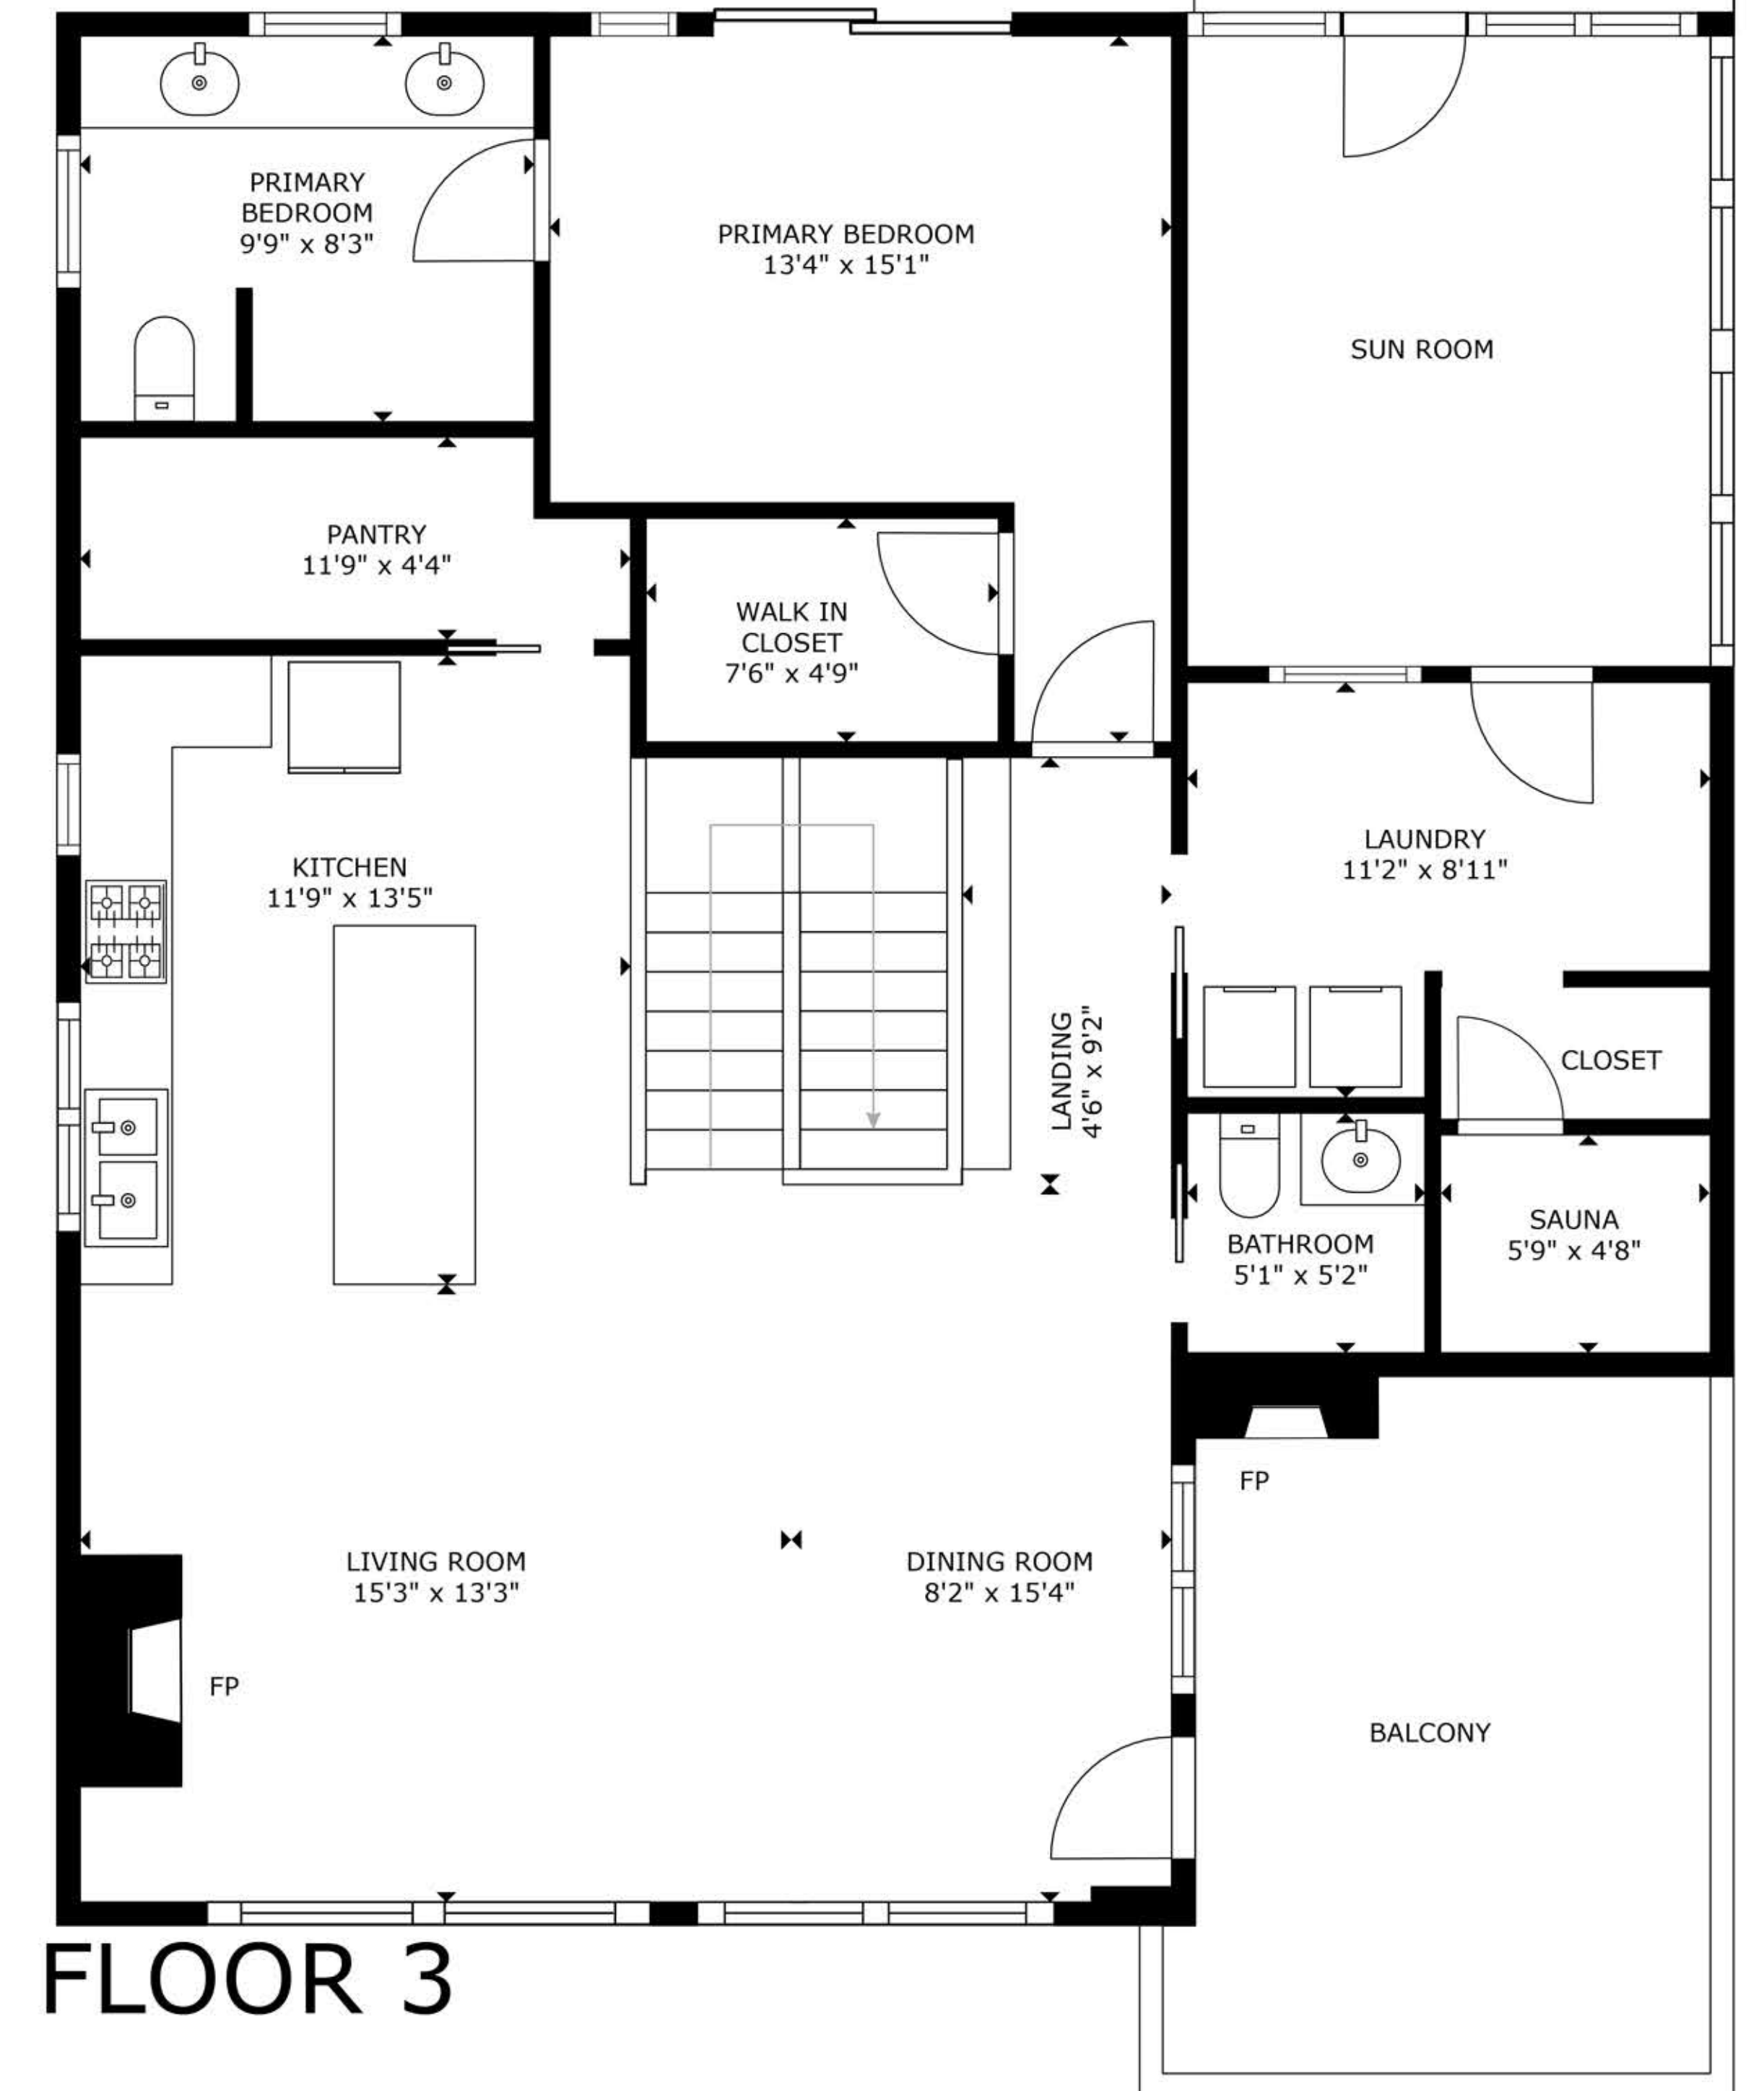 PRIMARY
BEDROOM
9'9" x 8'3"
PRIMARY BEDROOM
13'4" x 15'1"
SUN ROOM
PANTRY
11'9" x 4'4"
WALK IN
CLOSET
7'6" x 4'9"
KITCHEN
11'9" x 13'5"
LAUNDRY
11'2" x 8'11"
LANDING
4'6" x 9'2"
CLOSET
BATHROOM
5'1" x 5'2"
SAUNA
5'9" x 4'8"
FP
LIVING ROOM
15'3" x 13'3"
DINING ROOM
8'2" x 15'4"
FP
BALCONY
FLOOR 3